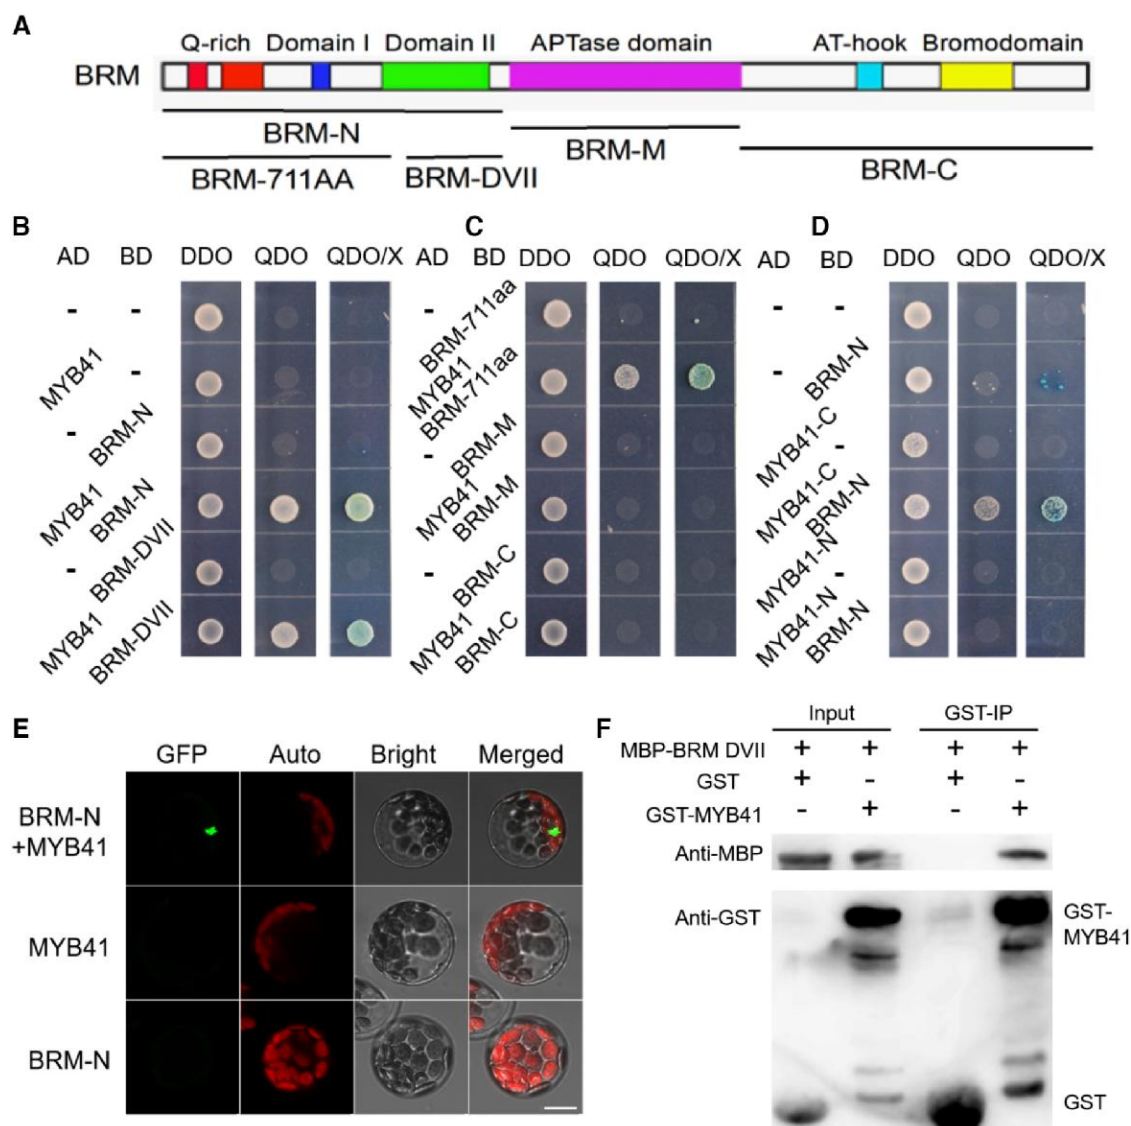 A
Q-rich Domain I Domain II APTase domain AT-hook Bromodomain
BRM
BRM-N
BRM-M
BRM-C
BRM-711AA BRM-DVII
B
AD BD DDO QDO QDO/X
- -
MYB41 -
- BRM-N
MYB41 BRM-N
- BRM-DVII
MYB41 BRM-DVII
C
AD BD DDO QDO QDO/X
- BRM-711aa
MYB41 BRM-711aa
- BRM-M
MYB41 BRM-M
- BRM-C
MYB41 BRM-C
D
AD BD DDO QDO QDO/X
- -
- BRM-N
MYB41-C -
MYB41-C BRM-N
MYB41-N -
MYB41-N BRM-N
E
GFP Auto Bright Merged
BRM-N
+MYB41
MYB41
BRM-N
F
Input GST-IP
MBP-BRM DVII + + + +
GST + - + -
GST-MYB41 - + - +
Anti-MBP
Anti-GST
GST-
MYB41
GST